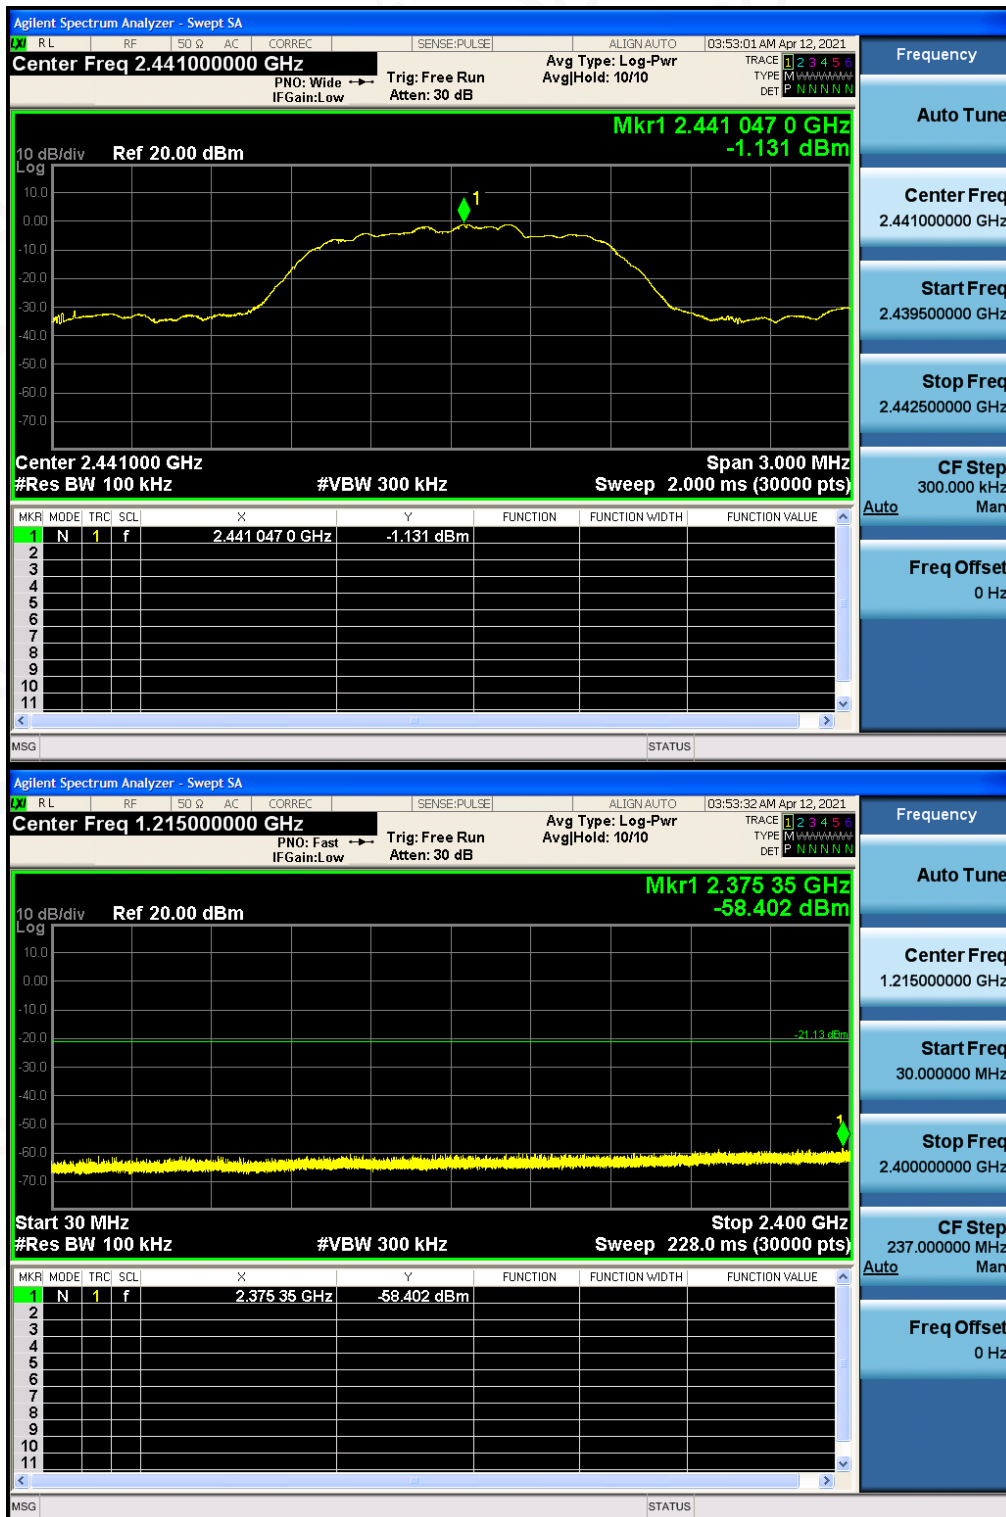 Agilent Spectrum Analyzer - Swept SA
LXI RL RF 50 Ω AC CORREC SENSE:PULSE ALIGN AUTO 03:53:01 AM Apr 12, 2021
Center Freq 2.441000000 GHz
PNO: Wide
IFGain:Low
Trig: Free Run
Atten: 30 dB
Avg Type: Log-Pwr
Avg|Hold: 10/10
TRACE 1 2 3 4 5 6
TYPE M
DET P N N N N N
Mkr1 2.441 047 0 GHz
-1.131 dBm
10 dB/div Ref 20.00 dBm
Log
10.0
0.00
-10.0
-20.0
-30.0
-40.0
-50.0
-60.0
-70.0
1
Center 2.441000 GHz Span 3.000 MHz
#Res BW 100 kHz #VBW 300 kHz Sweep 2.000 ms (30000 pts)
MKR MODE TRC SCL X Y FUNCTION FUNCTION WIDTH FUNCTION VALUE
1 N 1 f 2.441 047 0 GHz -1.131 dBm
2
3
4
5
6
7
8
9
10
11
MSG STATUS
Frequency
Auto Tune
Center Freq
2.441000000 GHz
Start Freq
2.439500000 GHz
Stop Freq
2.442500000 GHz
CF Step
300.000 kHz
Auto Man
Freq Offset
0 Hz
Agilent Spectrum Analyzer - Swept SA
LXI RL RF 50 Ω AC CORREC SENSE:PULSE ALIGN AUTO 03:53:32 AM Apr 12, 2021
Center Freq 1.215000000 GHz
PNO: Fast
IFGain:Low
Trig: Free Run
Atten: 30 dB
Avg Type: Log-Pwr
Avg|Hold: 10/10
TRACE 1 2 3 4 5 6
TYPE M
DET P N N N N N
Mkr1 2.375 35 GHz
-58.402 dBm
10 dB/div Ref 20.00 dBm
Log
10.0
0.00
-10.0
-20.0
-30.0
-40.0
-50.0
-60.0
-70.0
-21.13 dBm
1
Start 30 MHz Stop 2.400 GHz
#Res BW 100 kHz #VBW 300 kHz Sweep 228.0 ms (30000 pts)
MKR MODE TRC SCL X Y FUNCTION FUNCTION WIDTH FUNCTION VALUE
1 N 1 f 2.375 35 GHz -58.402 dBm
2
3
4
5
6
7
8
9
10
11
MSG STATUS
Frequency
Auto Tune
Center Freq
1.215000000 GHz
Start Freq
30.000000 MHz
Stop Freq
2.400000000 GHz
CF Step
237.000000 MHz
Auto Man
Freq Offset
0 Hz